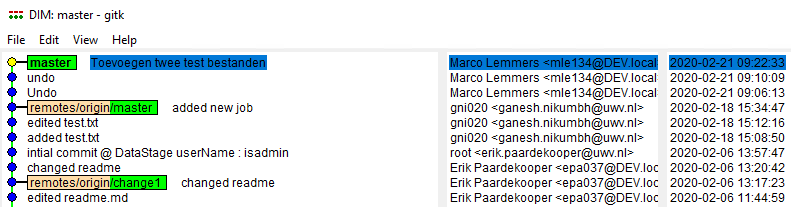 DIM: master - gitk
File Edit View Help
master Toevoegen twee test bestanden Marco Lemmers <mle134@DEV.local 2020-02-21 09:22:33
undo Marco Lemmers <mle134@DEV.local 2020-02-21 09:10:09
Undo Marco Lemmers <mle134@DEV.local 2020-02-21 09:06:13
remotes/origin/master added new job gni020 <ganesh.nikumbh@uwv.nl> 2020-02-18 15:34:47
edited test.txt gni020 <ganesh.nikumbh@uwv.nl> 2020-02-18 15:12:16
added test.txt gni020 <ganesh.nikumbh@uwv.nl> 2020-02-18 15:08:50
intial commit @ DataStage userName : isadmin root <erik.paardekooper@uwv.nl> 2020-02-06 13:57:47
changed readme Erik Paardekooper <epa037@DEV.loc 2020-02-06 13:20:42
remotes/origin/change1 changed readme Erik Paardekooper <epa037@DEV.loc 2020-02-06 13:17:23
edited readme.md Erik Paardekooper <epa037@DEV.loc 2020-02-06 11:44:59